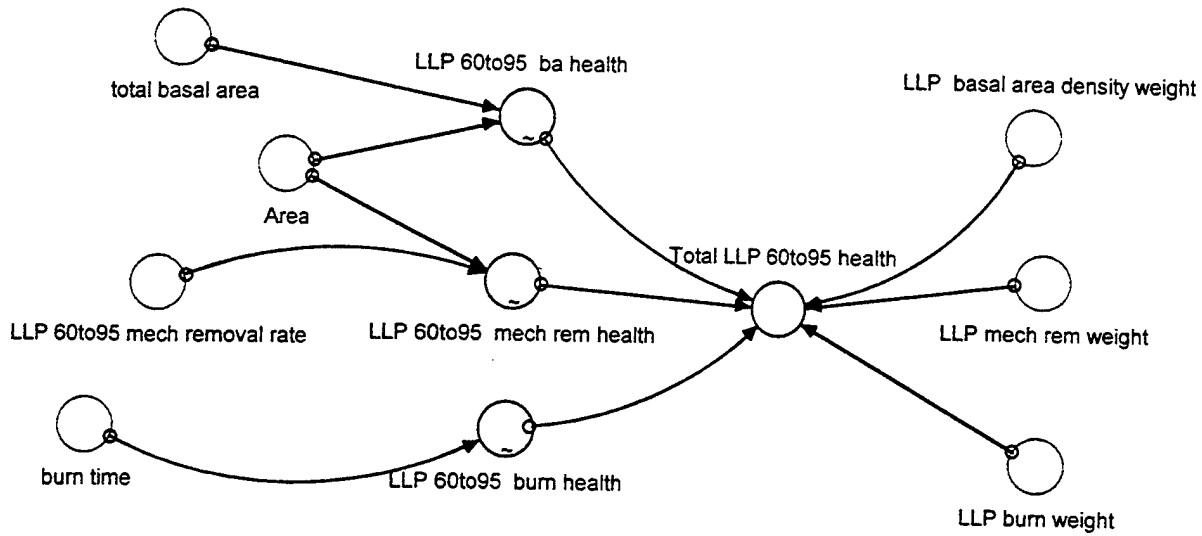 total basal area
LLP 60to95 ba health
LLP basal area density weight
Area
Total LLP 60to95 health
LLP 60to95 mech removal rate
LLP 60to95 mech rem health
LLP mech rem weight
burn time
LLP 60to95 burn health
LLP burn weight
~
~
~